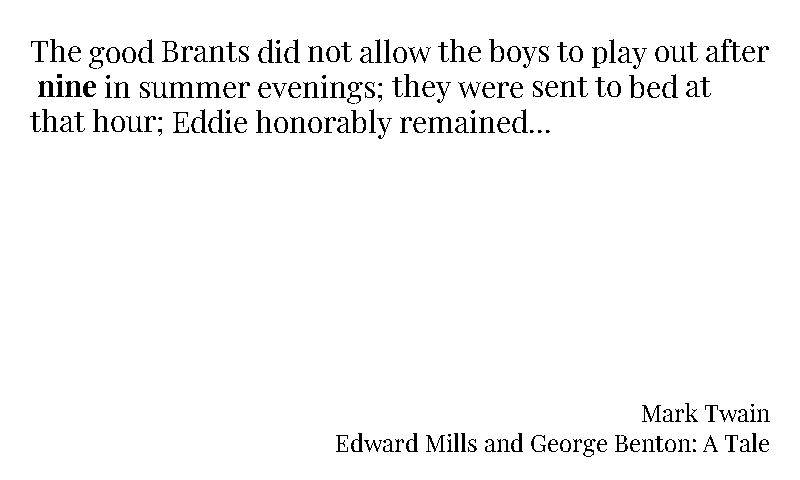 The good Brants did not allow the boys to play out after
nine in summer evenings; they were sent to bed at
that hour; Eddie honorably remained...
Mark Twain
Edward Mills and George Benton: A Tale